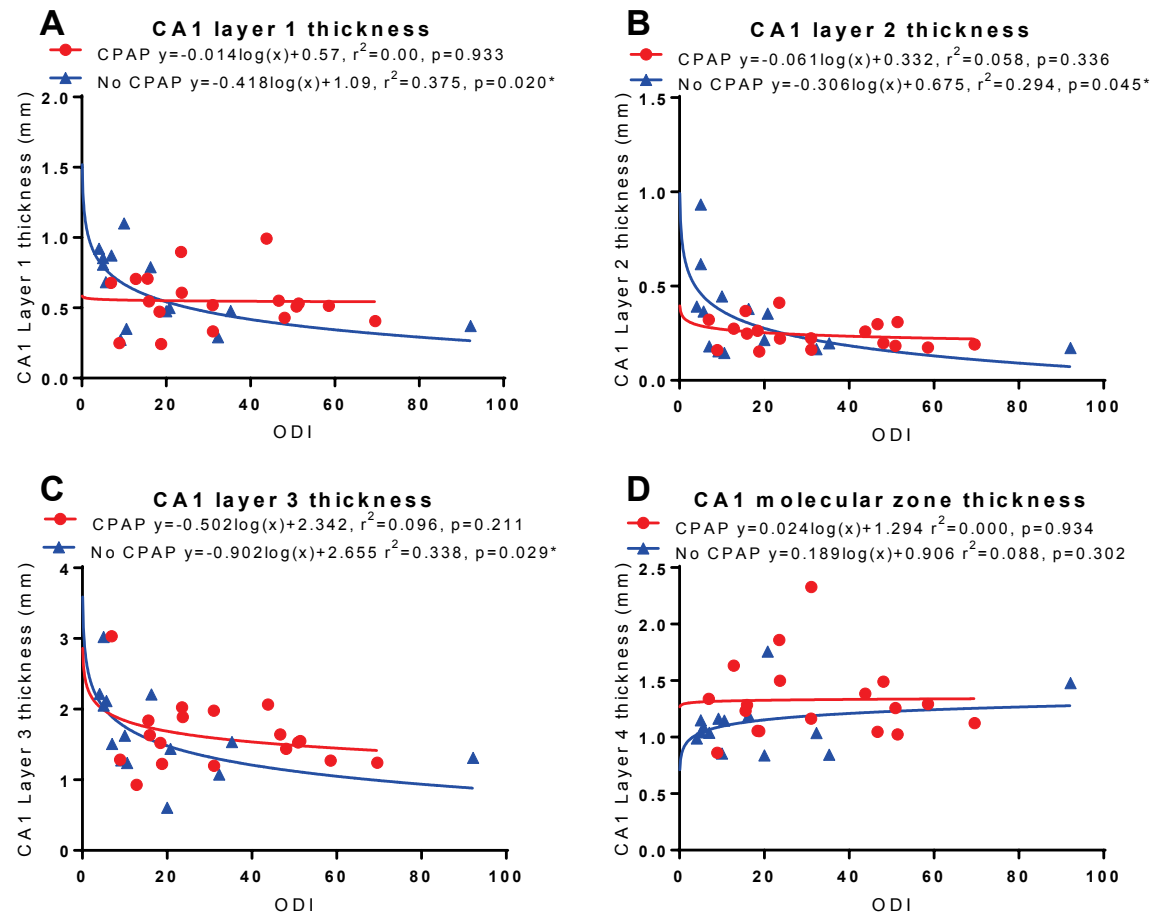 A
CA1 layer 1 thickness
CPAP y=-0.014log(x)+0.57, r²=0.00, p=0.933
No CPAP y=-0.418log(x)+1.09, r²=0.375, p=0.020*
CA1 Layer 1 thickness (mm)
2.0
1.5
1.0
0.5
0.0
0 20 40 60 80 100
ODI
B
CA1 layer 2 thickness
CPAP y=-0.061log(x)+0.332, r²=0.058, p=0.336
No CPAP y=-0.306log(x)+0.675, r²=0.294, p=0.045*
CA1 Layer 2 thickness (mm)
1.5
1.0
0.5
0.0
0 20 40 60 80 100
ODI
C
CA1 layer 3 thickness
CPAP y=-0.502log(x)+2.342, r²=0.096, p=0.211
No CPAP y=-0.902log(x)+2.655 r²=0.338, p=0.029*
CA1 Layer 3 thickness (mm)
4
3
2
1
0
0 20 40 60 80 100
ODI
D
CA1 molecular zone thickness
CPAP y=0.024log(x)+1.294 r²=0.000, p=0.934
No CPAP y=0.189log(x)+0.906 r²=0.088, p=0.302
CA1 Layer 4 thickness (mm)
2.5
2.0
1.5
1.0
0.5
0.0
0 20 40 60 80 100
ODI